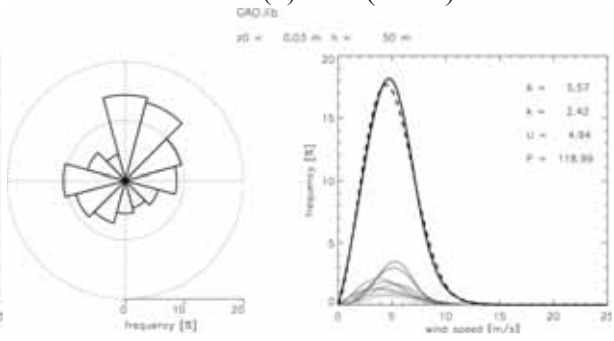 GAO.lib
z0 = 0.03 m h = 50 m
0 10 20
frequency [%]
20
15
10
5
0
frequency [%]
A = 5.57
k = 2.42
U = 4.94
P = 118.99
0 5 10 15 20 25
wind speed [m/s]